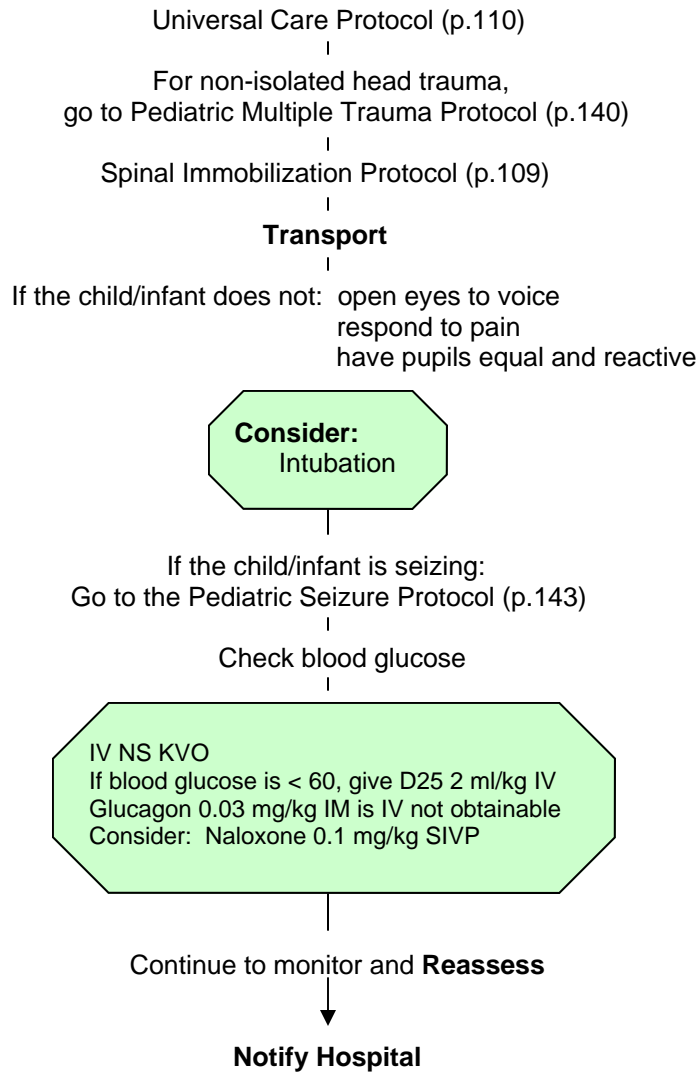 Universal Care Protocol (p.110)
For non-isolated head trauma,
go to Pediatric Multiple Trauma Protocol (p.140)
Spinal Immobilization Protocol (p.109)
Transport
If the child/infant does not: open eyes to voice
respond to pain
have pupils equal and reactive
Consider:
Intubation
If the child/infant is seizing:
Go to the Pediatric Seizure Protocol (p.143)
Check blood glucose
IV NS KVO
If blood glucose is < 60, give D25 2 ml/kg IV
Glucagon 0.03 mg/kg IM is IV not obtainable
Consider: Naloxone 0.1 mg/kg SIVP
Continue to monitor and Reassess
Notify Hospital